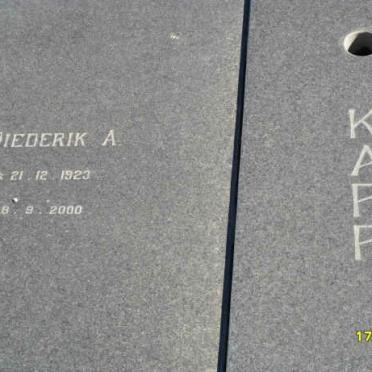 DIEDERIK A.
* 21.12.1923
8.9.2000
K
A
P
P
17